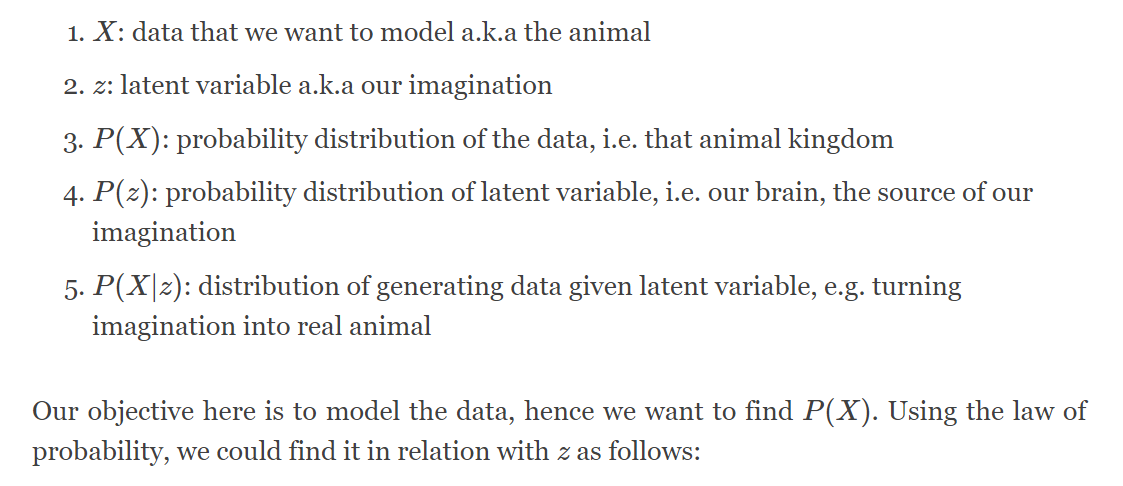 1. X: data that we want to model a.k.a the animal
2. z: latent variable a.k.a our imagination
3. P(X): probability distribution of the data, i.e. that animal kingdom
4. P(z): probability distribution of latent variable, i.e. our brain, the source of our
imagination
5. P(X|z): distribution of generating data given latent variable, e.g. turning
imagination into real animal
Our objective here is to model the data, hence we want to find P(X). Using the law of
probability, we could find it in relation with z as follows: